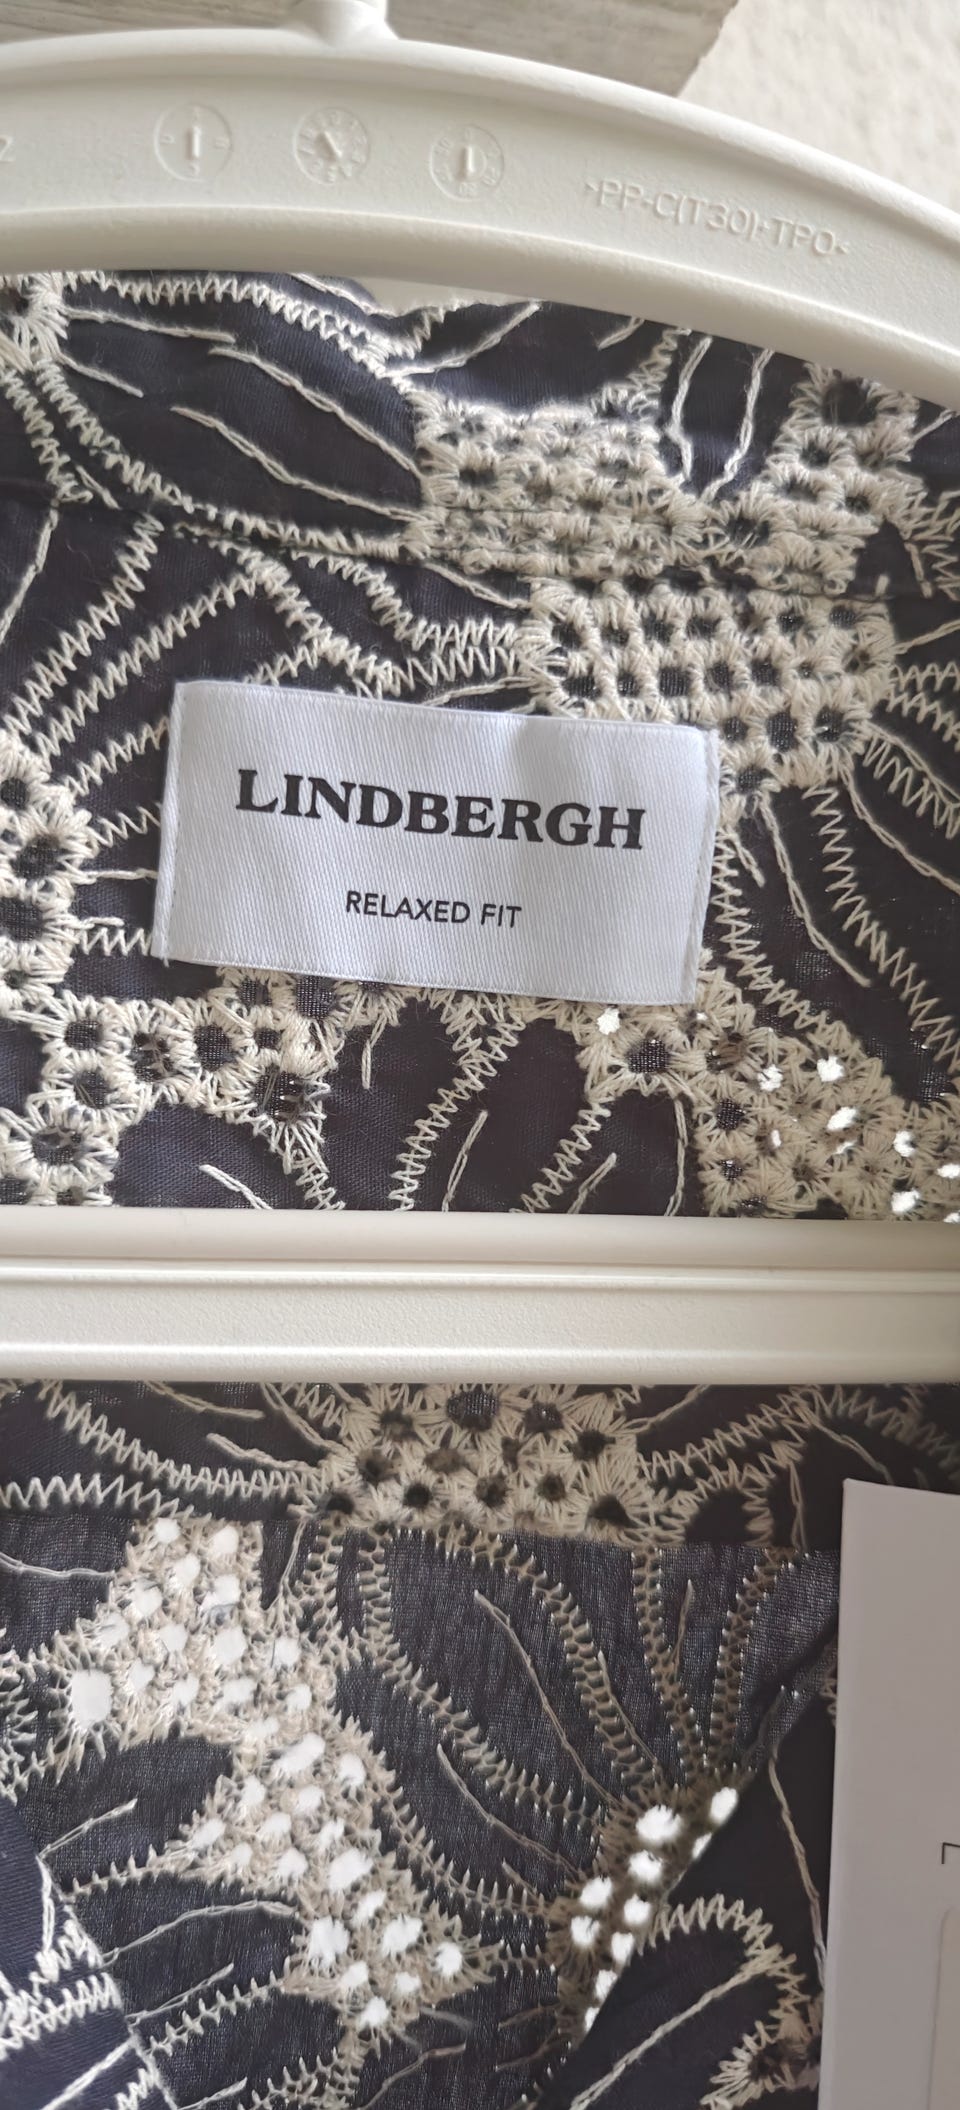 >PP-C(T30)-TPO<
LINDBERGH
RELAXED FIT